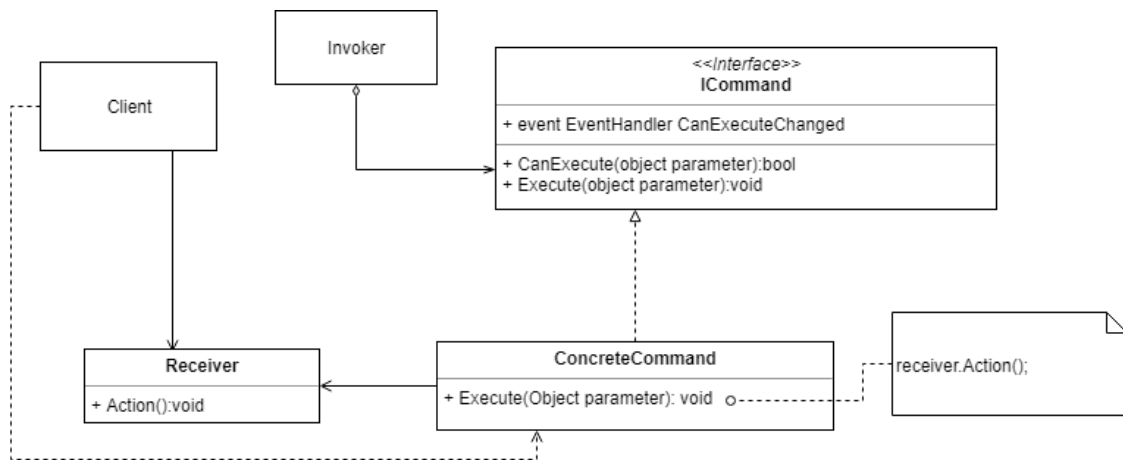 Invoker
Client
<<Interface>>
ICommand
+ event EventHandler CanExecuteChanged
+ CanExecute(object parameter):bool
+ Execute(object parameter):void
Receiver
+ Action():void
ConcreteCommand
+ Execute(Object parameter): void
receiver.Action();